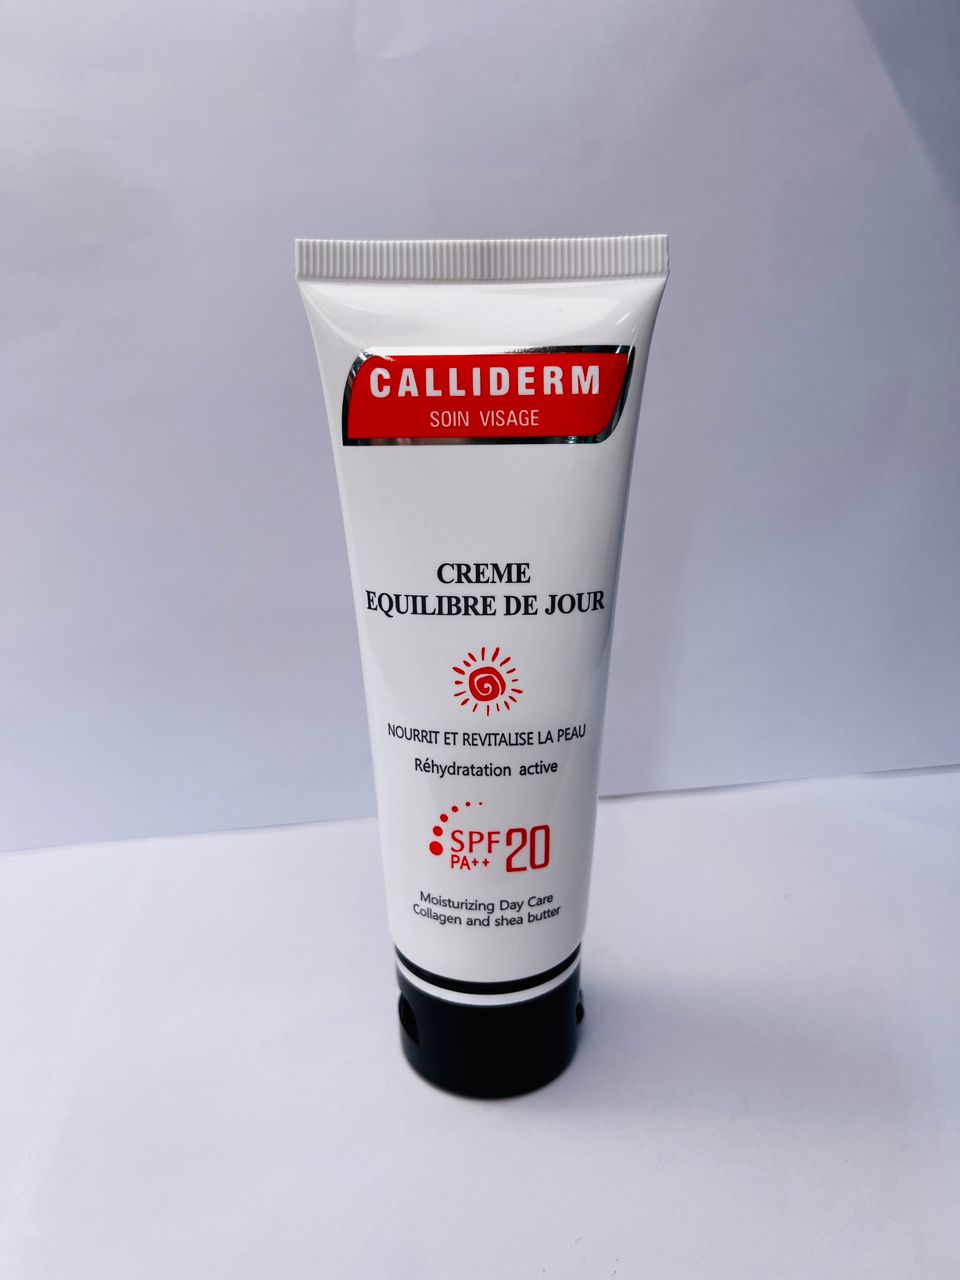 CALLIDERM
SOIN VISAGE
CREME
EQUILIBRE DE JOUR
NOURRIT ET REVITALISE LA PEAU
Réhydratation active
SPF 20
PA++
Moisturizing Day Care
Collagen and shea butter